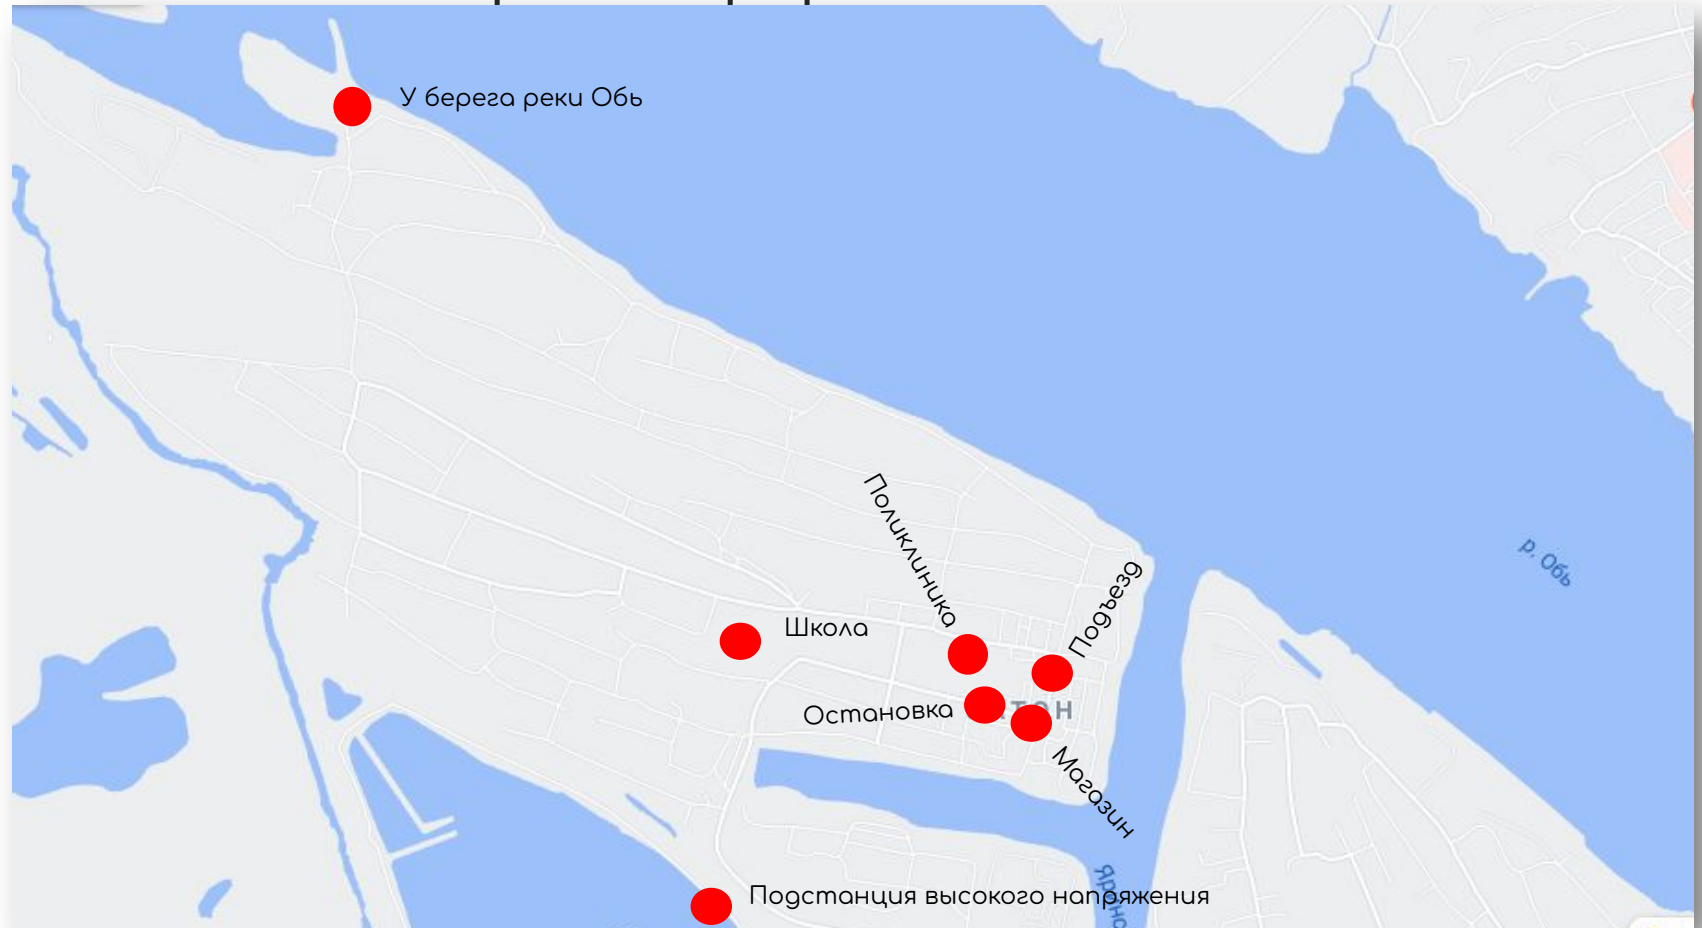 У берега реки Обь
Поликлиника
Подъезд
р. Обь
Школа
Остановка
Магазин
Подстанция высокого напряжения